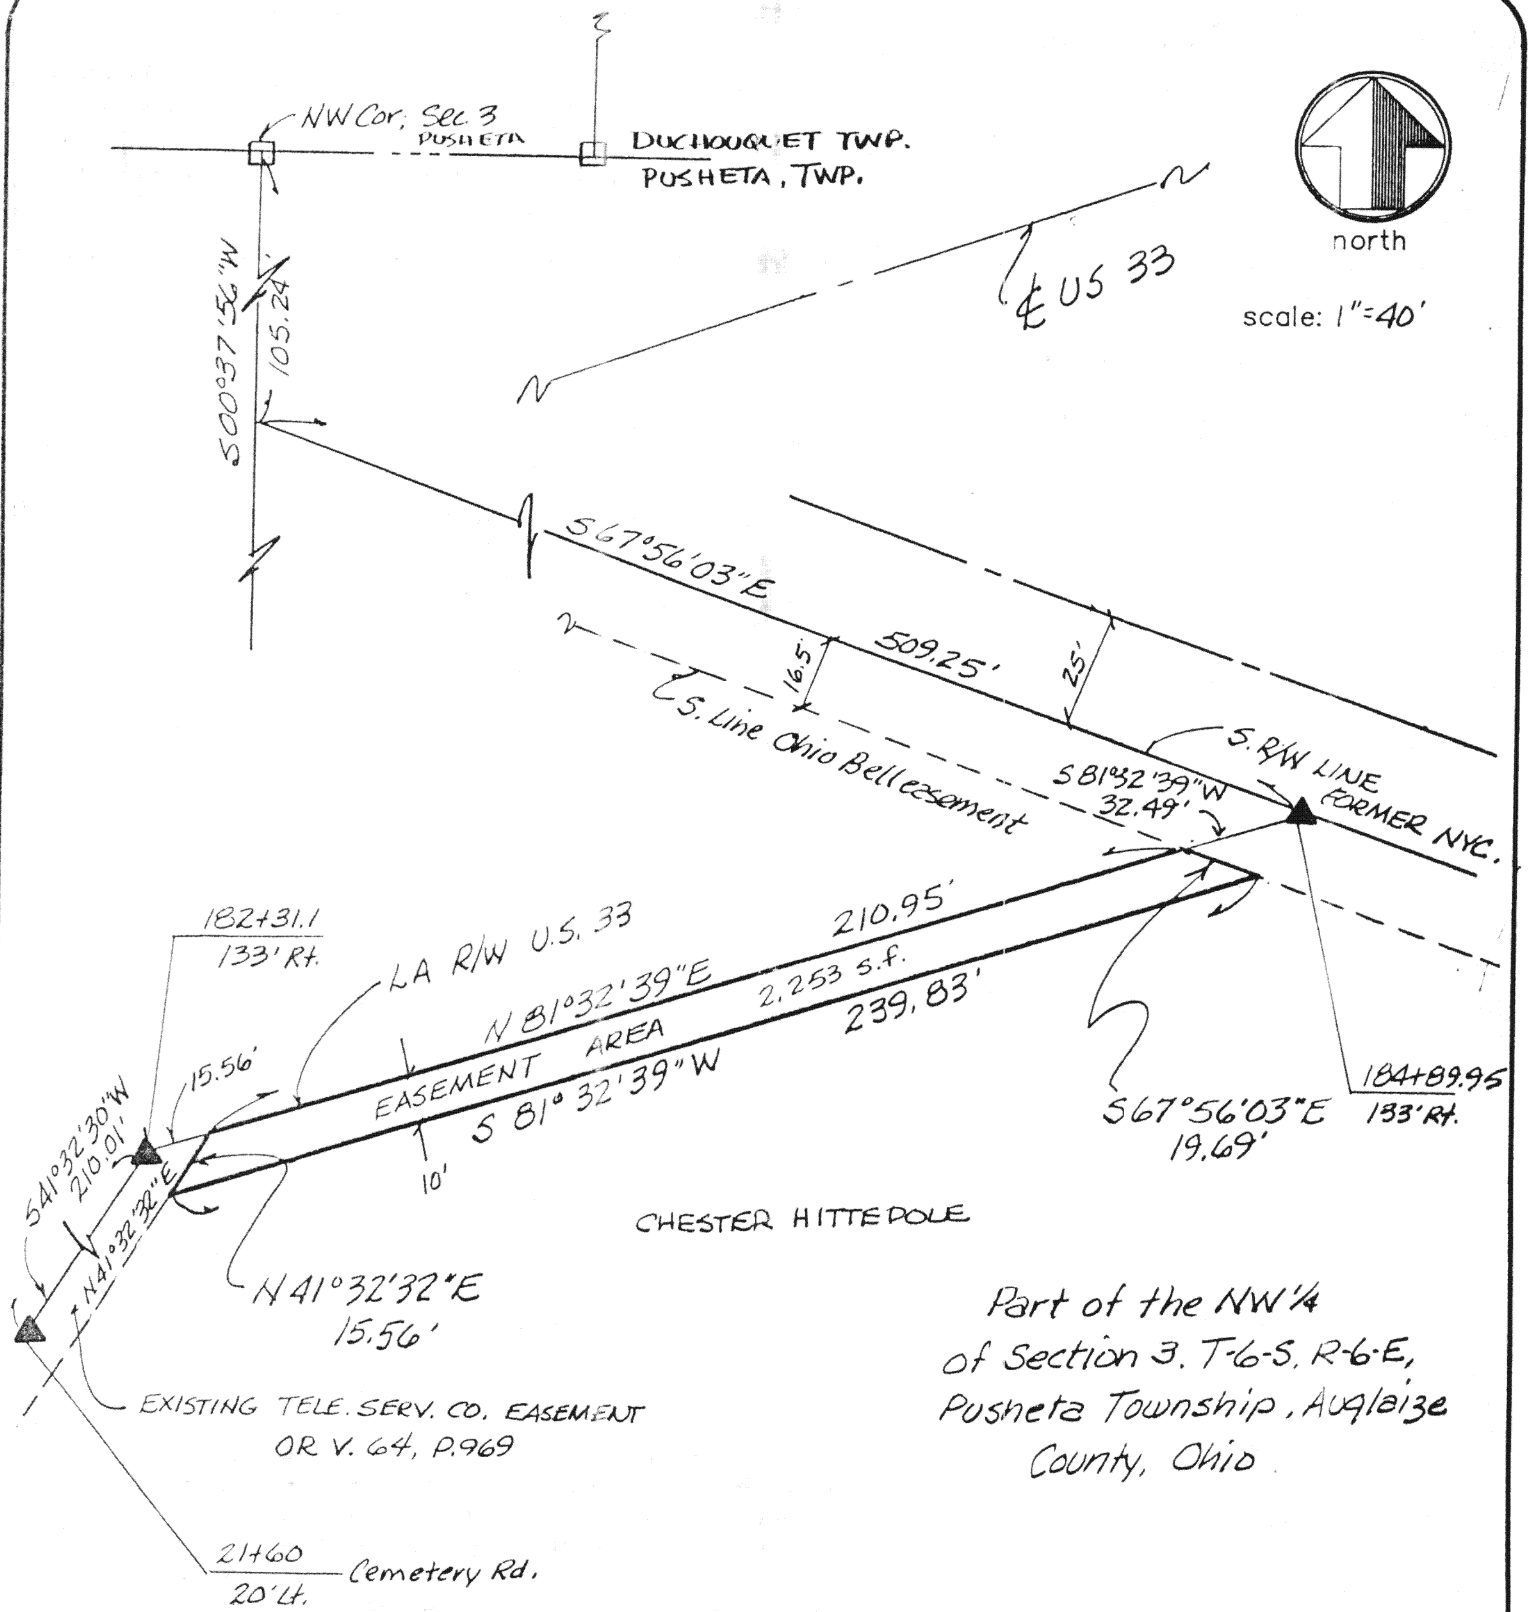 NW Cor, Sec 3
PUSHETA
DUCHOUQUET TWP.
PUSHETA, TWP.
north
scale: 1"=40'
℄ US 33
S00°37'56"W
105.24'
S67°56'03"E
509.25'
16.5'
25'
S. Line Ohio Bell easement
S. R/W LINE
FORMER NYC.
S81°32'39"W
32.49'
182+31.1
133' Rt.
LA R/W U.S. 33
210.95'
N 81°32'39"E
2,253 s.f.
EASEMENT AREA
239.83'
S 81° 32'39"W
10'
15.56'
S41°32'30"W
210.01'
N41°32'32"E
N41°32'32"E
15.56'
184+89.95
133' Rt.
S67°56'03"E
19.69'
CHESTER HITTEPOLE
Part of the NW 1/4
of Section 3. T-6-S, R-6-E,
Pusheta Township, Auglaize
County, Ohio
EXISTING TELE. SERV. CO. EASEMENT
OR V. 64, P.969
21+60
20' Lt.
Cemetery Rd.